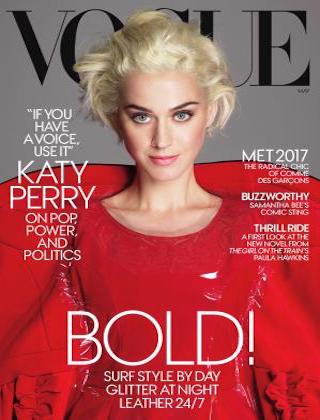 VOGUE
MAY
"IF YOU
HAVE
A VOICE,
USE IT"
KATY
PERRY
ON POP,
POWER,
AND
POLITICS
MET 2017
THE RADICAL CHIC
OF COMME
DES GARÇONS
BUZZWORTHY
SAMANTHA BEE'S
COMIC STING
THRILL RIDE
A FIRST LOOK AT THE
NEW NOVEL FROM
THE GIRL ON THE TRAIN'S
PAULA HAWKINS
BOLD!
SURF STYLE BY DAY
GLITTER AT NIGHT
LEATHER 24/7